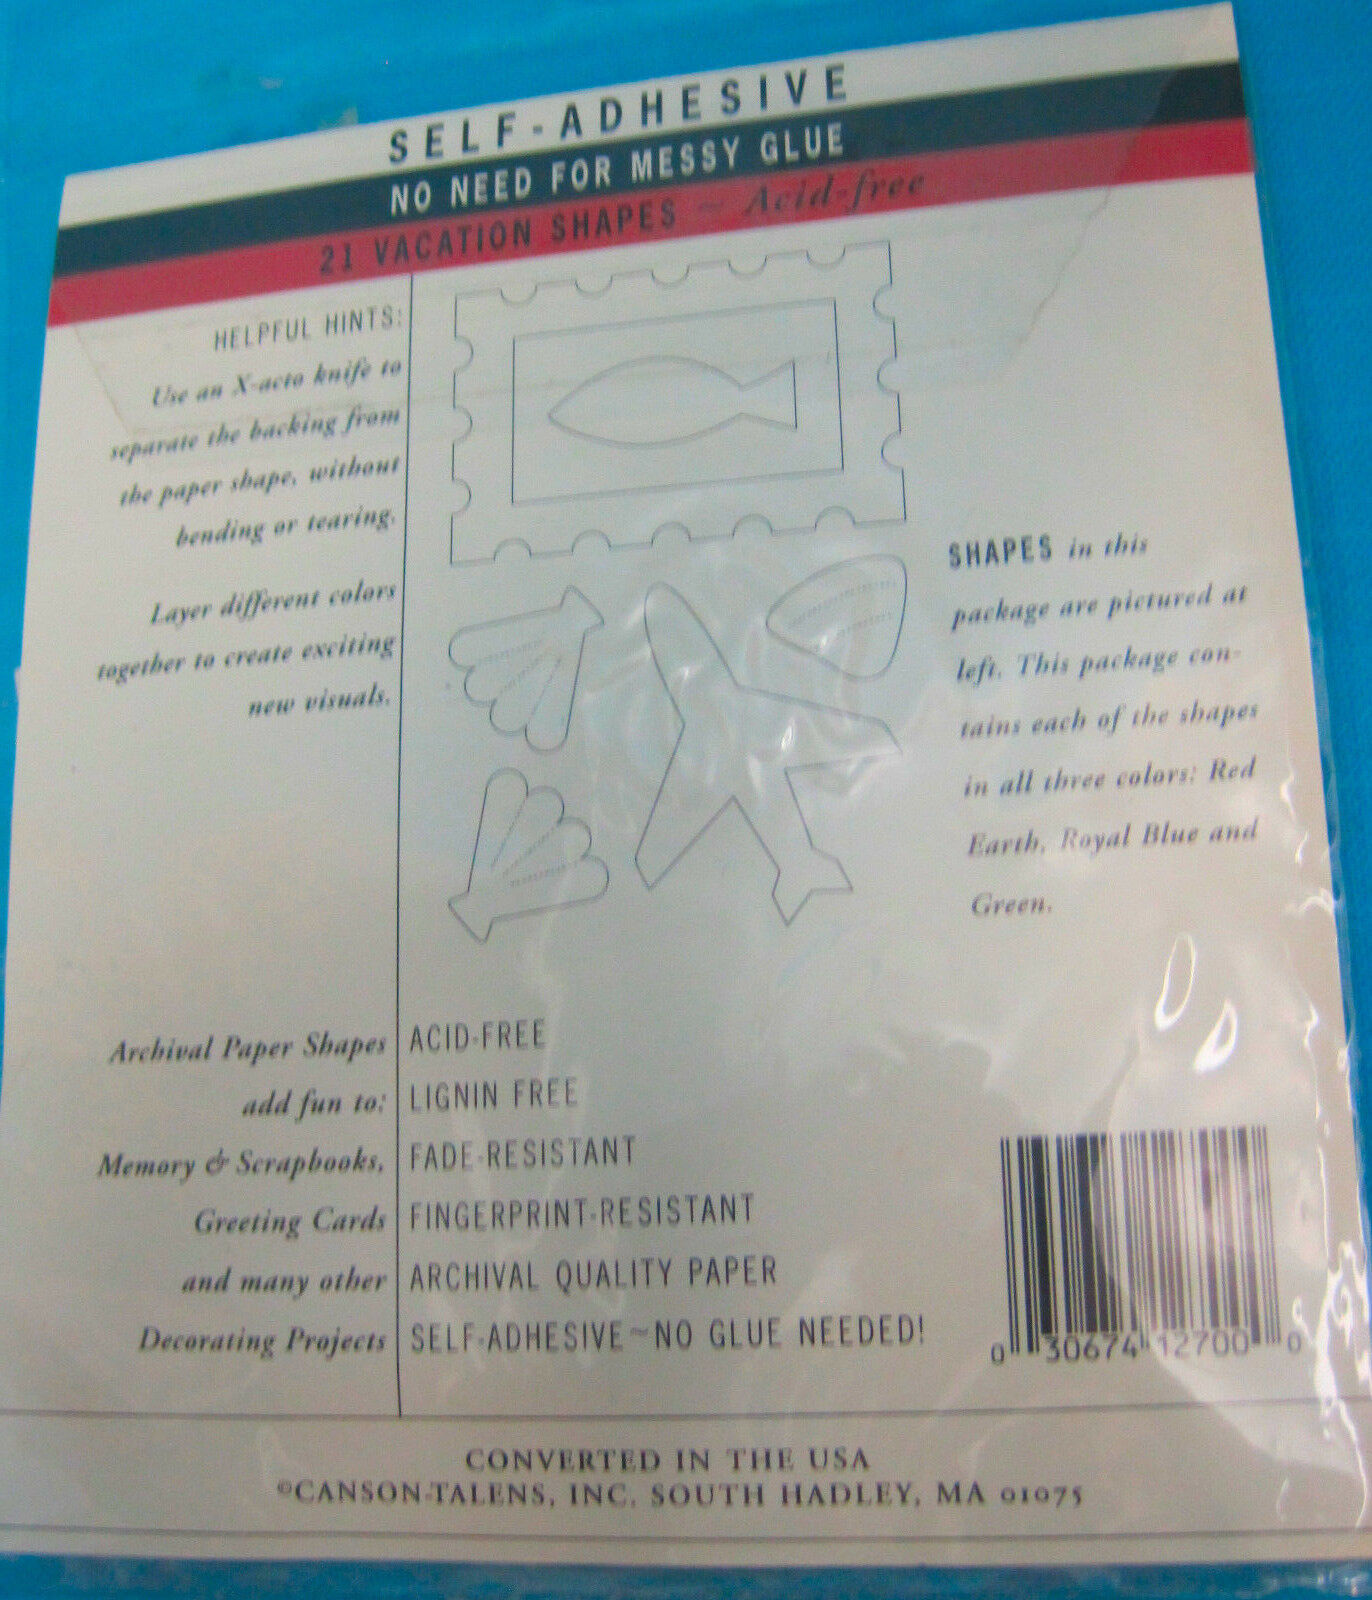 SELF-ADHESIVE
NO NEED FOR MESSY GLUE
21 VACATION SHAPES ~ Acid-free
HELPFUL HINTS:
Use an X-acto knife to
separate the backing from
the paper shape, without
bending or tearing.
Layer different colors
together to create exciting
new visuals.
SHAPES in this
package are pictured at
left. This package con-
tains each of the shapes
in all three colors: Red
Earth, Royal Blue and
Green.
Archival Paper Shapes
add fun to:
Memory & Scrapbooks,
Greeting Cards
and many other
Decorating Projects
ACID-FREE
LIGNIN FREE
FADE-RESISTANT
FINGERPRINT-RESISTANT
ARCHIVAL QUALITY PAPER
SELF-ADHESIVE~NO GLUE NEEDED!
0 30674 12700 0
CONVERTED IN THE USA
©CANSON-TALENS, INC. SOUTH HADLEY, MA 01075